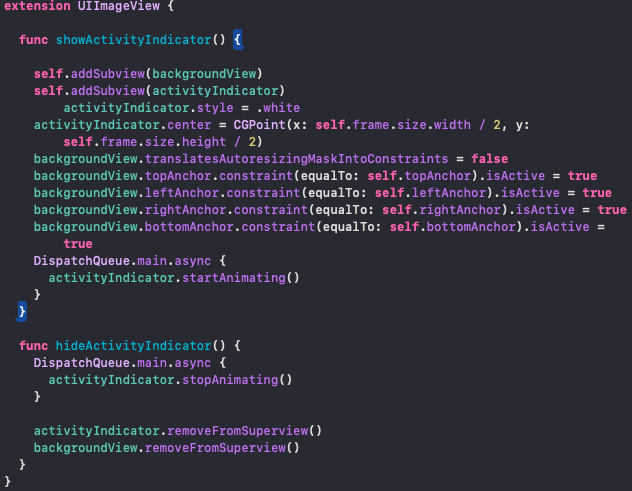 extension UIImageView {
func showActivityIndicator() {
self.addSubview(backgroundView)
self.addSubview(activityIndicator)
activityIndicator.style = .white
activityIndicator.center = CGPoint(x: self.frame.size.width / 2, y:
self.frame.size.height / 2)
backgroundView.translatesAutoresizingMaskIntoConstraints = false
backgroundView.topAnchor.constraint(equalTo: self.topAnchor).isActive = true
backgroundView.leftAnchor.constraint(equalTo: self.leftAnchor).isActive = true
backgroundView.rightAnchor.constraint(equalTo: self.rightAnchor).isActive = true
backgroundView.bottomAnchor.constraint(equalTo: self.bottomAnchor).isActive =
true
DispatchQueue.main.async {
activityIndicator.startAnimating()
}
}
func hideActivityIndicator() {
DispatchQueue.main.async {
activityIndicator.stopAnimating()
}
activityIndicator.removeFromSuperview()
backgroundView.removeFromSuperview()
}
}